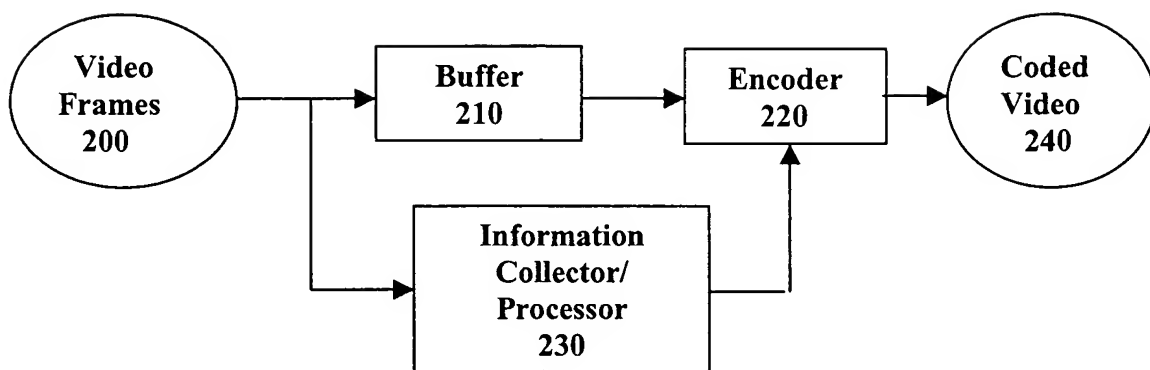 Video
Frames
200
Buffer
210
Encoder
220
Coded
Video
240
Information
Collector/
Processor
230